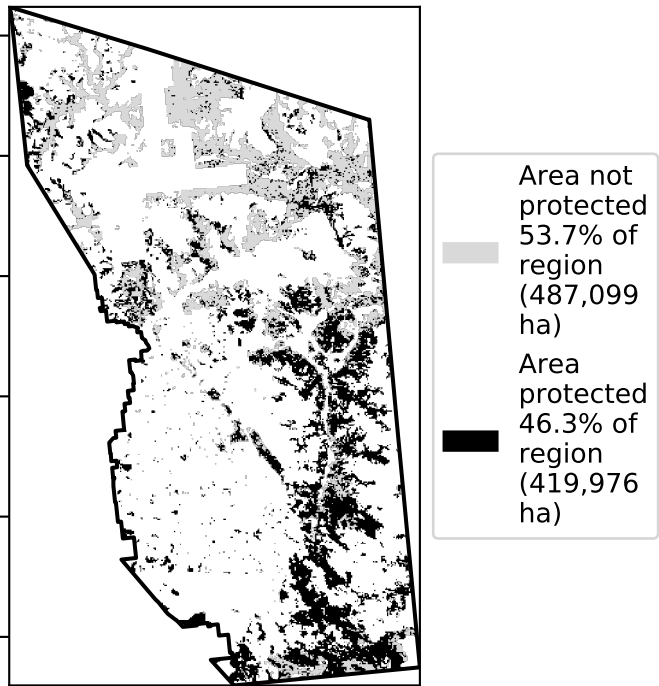 Area not
protected
53.7% of
region
(487,099
ha)
Area
protected
46.3% of
region
(419,976
ha)